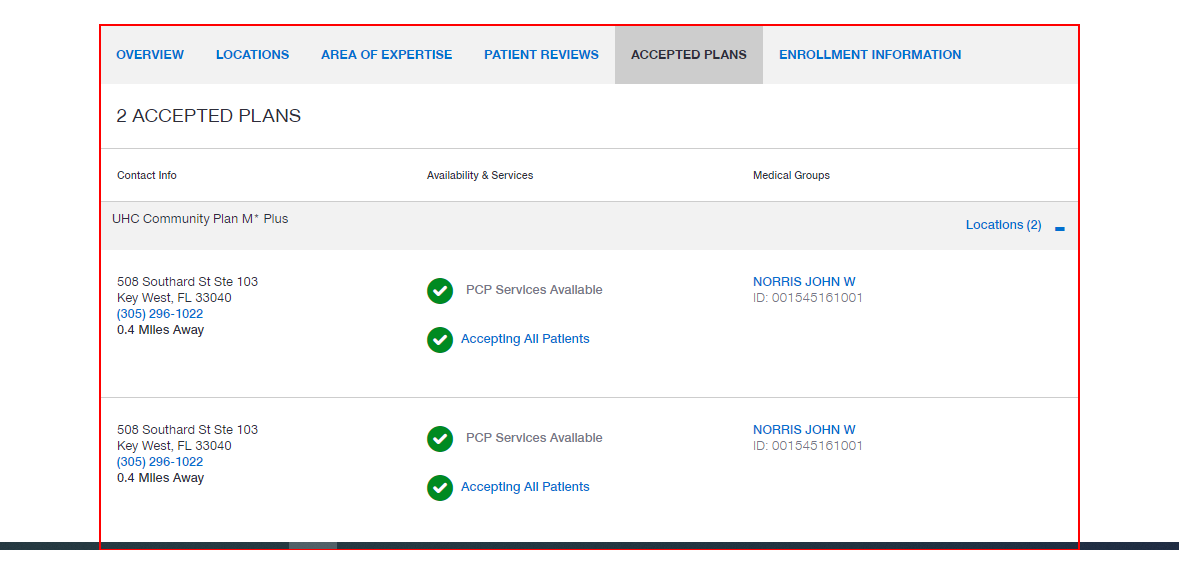 OVERVIEW LOCATIONS AREA OF EXPERTISE PATIENT REVIEWS ACCEPTED PLANS ENROLLMENT INFORMATION
2 ACCEPTED PLANS
Contact Info Availability & Services Medical Groups
UHC Community Plan M* Plus
Locations (2)
508 Southard St Ste 103
Key West, FL 33040
(305) 296-1022
0.4 Miles Away
PCP Services Available
Accepting All Patients
NORRIS JOHN W
ID: 001545161001
508 Southard St Ste 103
Key West, FL 33040
(305) 296-1022
0.4 Miles Away
PCP Services Available
Accepting All Patients
NORRIS JOHN W
ID: 001545161001